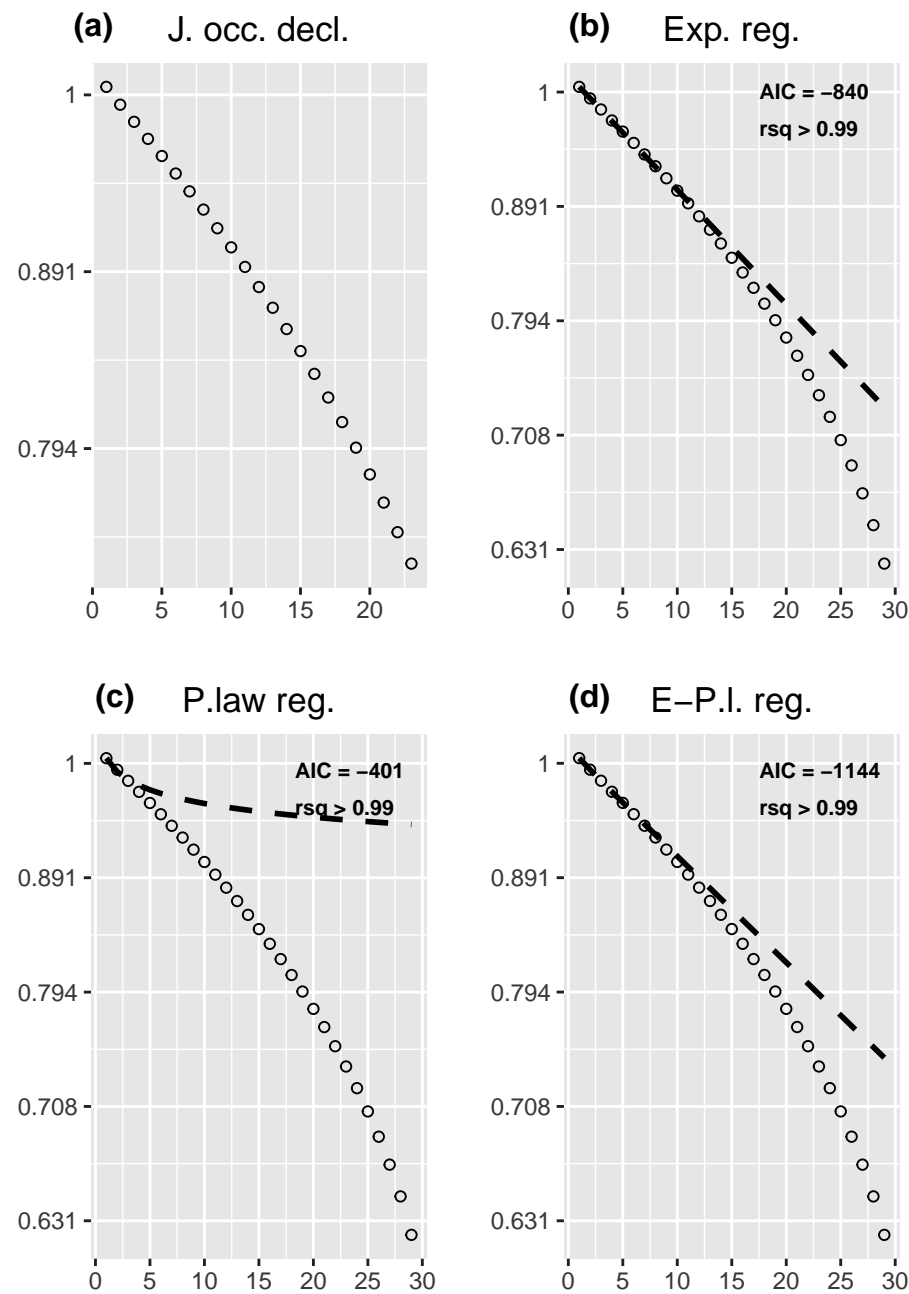 (a) J. occ. decl.
1
0.891
0.794
0 5 10 15 20
(b) Exp. reg.
AIC = −840
rsq > 0.99
1
0.891
0.794
0.708
0.631
0 5 10 15 20 25 30
(c) P.law reg.
AIC = −401
rsq > 0.99
1
0.891
0.794
0.708
0.631
0 5 10 15 20 25 30
(d) E−P.l. reg.
AIC = −1144
rsq > 0.99
1
0.891
0.794
0.708
0.631
0 5 10 15 20 25 30